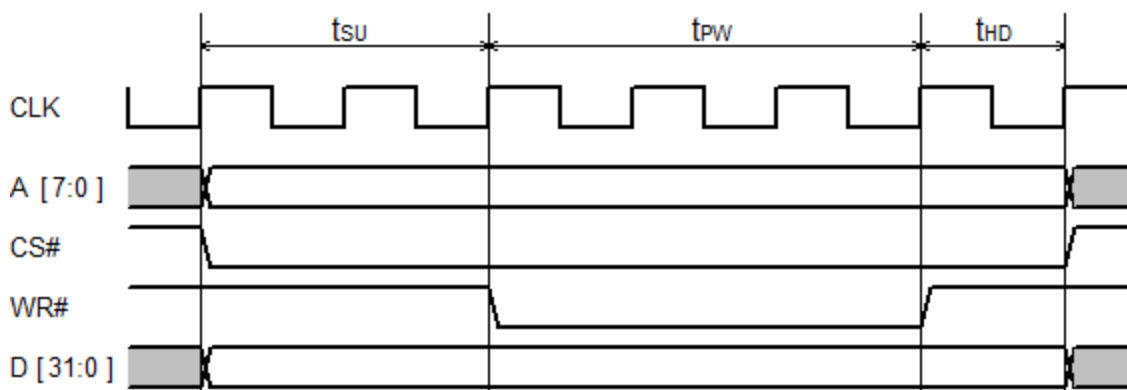 tSU tPW tHD
CLK
A [ 7:0 ]
CS#
WR#
D [ 31:0 ]